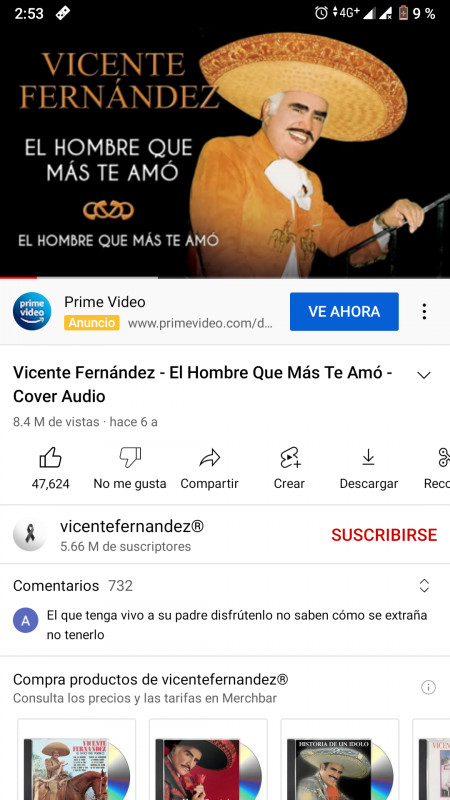 2:53
4G+
9 %
VICENTE
FERNÁNDEZ
EL HOMBRE QUE
MÁS TE AMÓ
EL HOMBRE QUE MÁS TE AMÓ
prime
video
Prime Video
Anuncio www.primevideo.com/d...
VE AHORA
Vicente Fernández - El Hombre Que Más Te Amó -
Cover Audio
8.4 M de vistas · hace 6 a
47,624 No me gusta Compartir Crear Descargar Reco
vicentefernandez®
5.66 M de suscriptores
SUSCRIBIRSE
Comentarios 732
A
El que tenga vivo a su padre disfrútenlo no saben cómo se extraña
no tenerlo
Compra productos de vicentefernandez®
Consulta los precios y las tarifas en Merchbar
VICENTE
FERNANDEZ
HISTORIA DE UN IDOLO